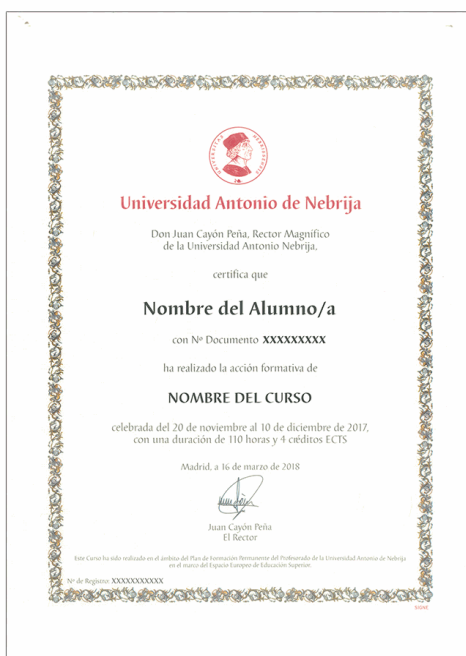 Universidad Antonio de Nebrija
Don Juan Cayón Peña, Rector Magnífico
de la Universidad Antonio Nebrija,
certifica que
Nombre del Alumno/a
con Nº Documento XXXXXXXXX
ha realizado la acción formativa de
NOMBRE DEL CURSO
celebrada del 20 de noviembre al 10 de diciembre de 2017,
con una duración de 110 horas y 4 créditos ECTS
Madrid, a 16 de marzo de 2018
Juan Cayón Peña
El Rector
Este Curso ha sido realizado en el ámbito del Plan de Formación Permanente del Profesorado de la Universidad Antonio de Nebrija
en el marco del Espacio Europeo de Educación Superior.
Nº de Registro: XXXXXXXXXXX